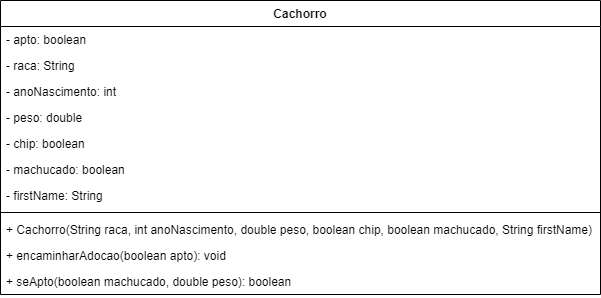 Cachorro
- apto: boolean
- raca: String
- anoNascimento: int
- peso: double
- chip: boolean
- machucado: boolean
- firstName: String
+ Cachorro(String raca, int anoNascimento, double peso, boolean chip, boolean machucado, String firstName)
+ encaminharAdocao(boolean apto): void
+ seApto(boolean machucado, double peso): boolean